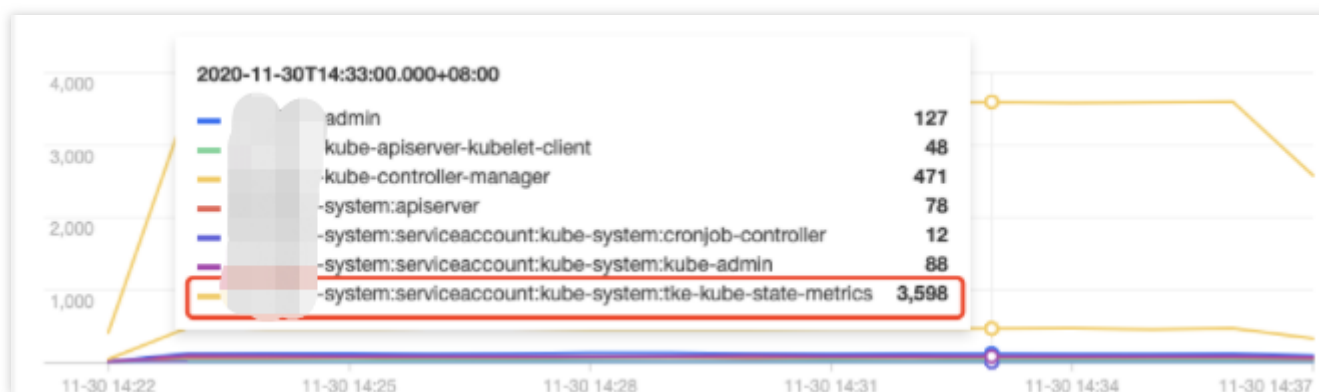 4,000
3,000
2,000
1,000
2020-11-30T14:33:00.000+08:00
admin 127
kube-apiserver-kubelet-client 48
-kube-controller-manager 471
-system:apiserver 78
-system:serviceaccount:kube-system:cronjob-controller 12
-system:serviceaccount:kube-system:kube-admin 88
-system:serviceaccount:kube-system:tke-kube-state-metrics 3,598
11-30 14:22 11-30 14:25 11-30 14:28 11-30 14:31 11-30 14:34 11-30 14:37